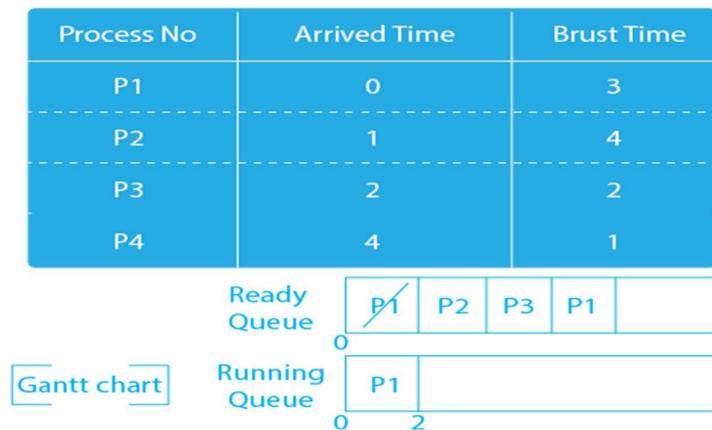 Process No Arrived Time Brust Time
P1 0 3
P2 1 4
P3 2 2
P4 4 1
Ready Queue P1 P2 P3 P1
0
Gantt chart Running Queue P1
0 2